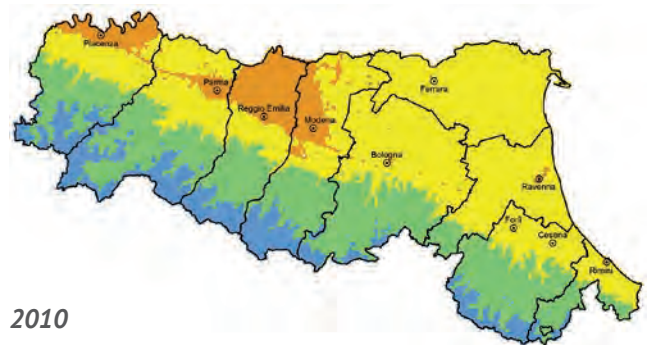 Piacenza
Parma
Reggio Emilia
Modena
Ferrara
Bologna
Ravenna
Forlì
Cesena
Rimini
2010